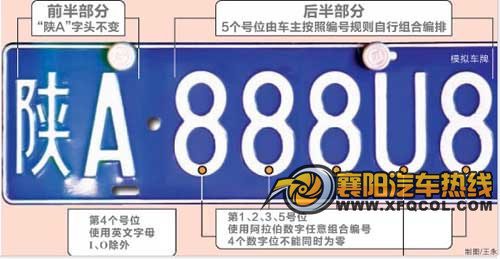 前半部分
“陕A”字头不变
后半部分
5个号位由车主按照编号规则自行组合编排
模拟车牌
陕A·888U8
襄阳汽车热线
WWW.XFQCOL.COM
第4个号位
使用英文字母
I、O除外
第1、2、3、5号位
使用阿拉伯数字任意组合编号
4个数字位不能同时为零
制图/王永